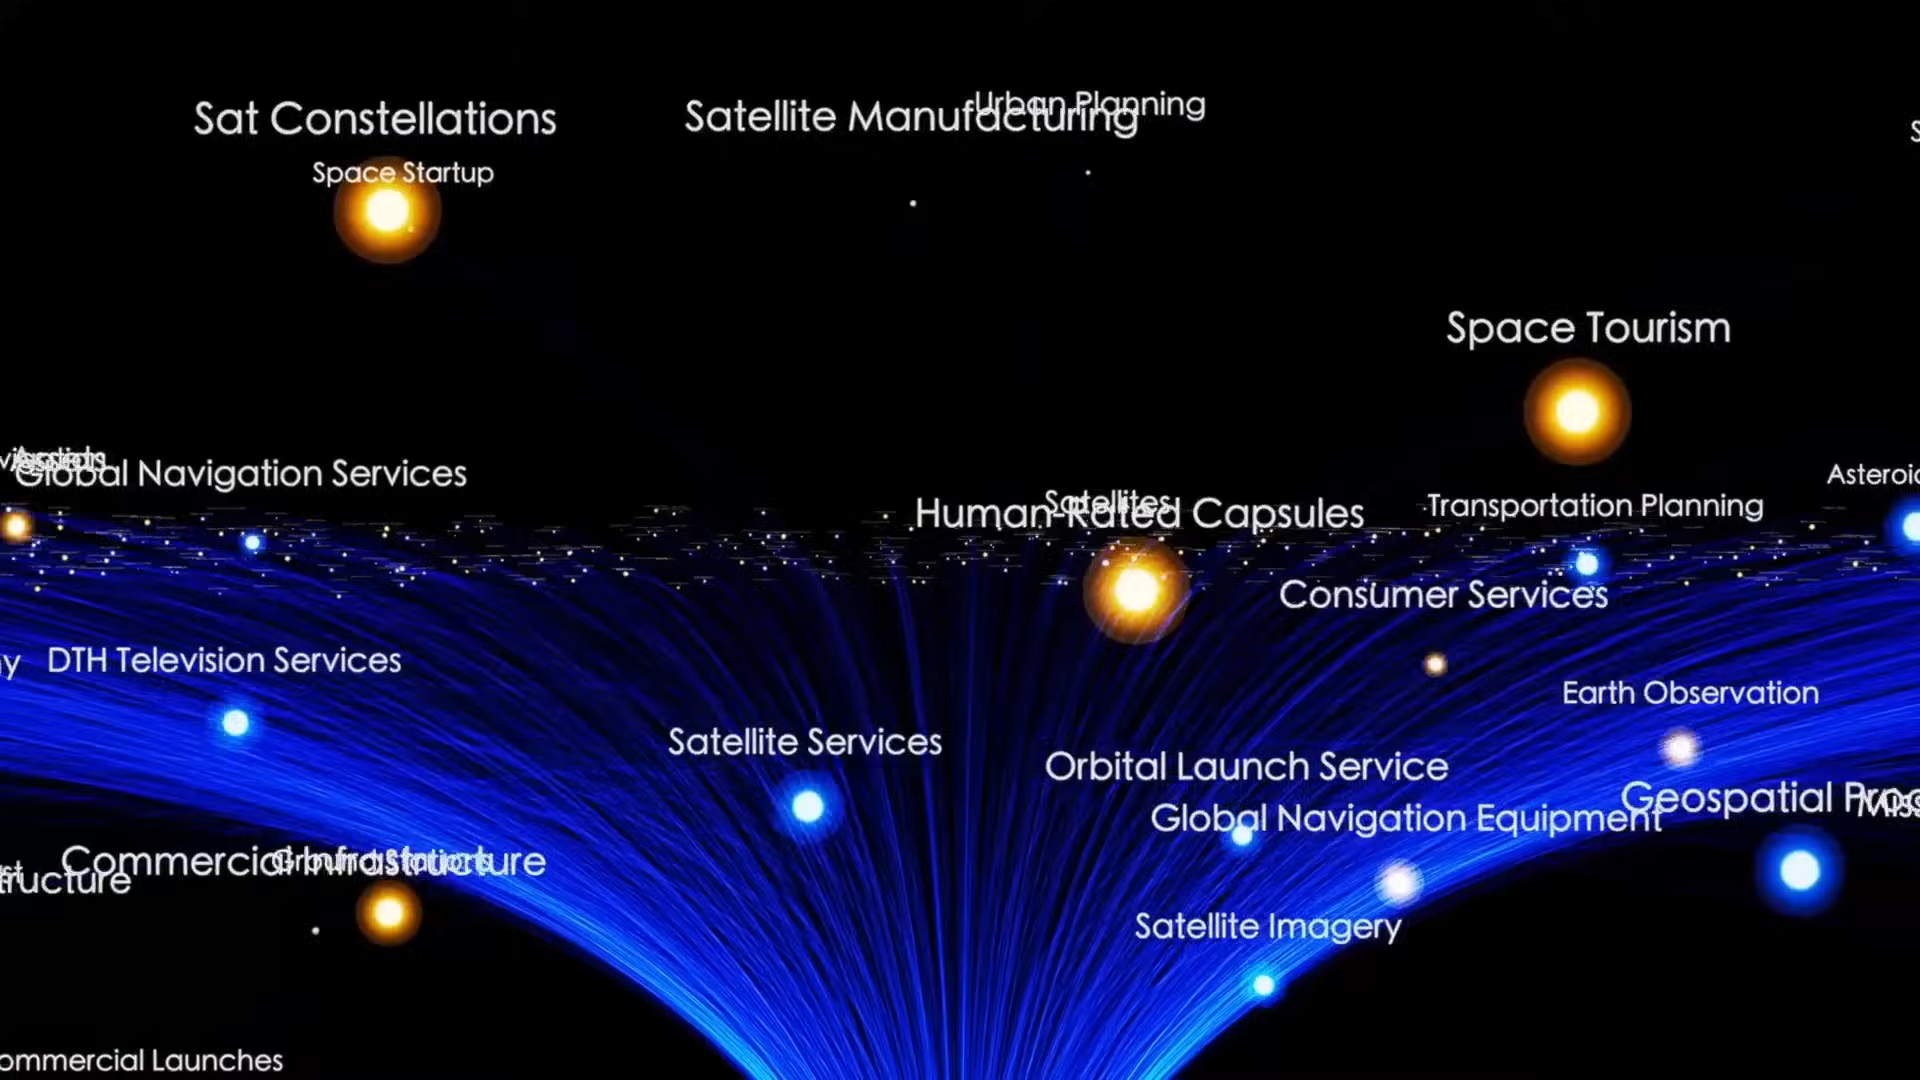 Sat Constellations
Satellite Manufacturing
Urban Planning
Space Startup
Space Tourism
Global Navigation Services
Asteroid
Satellites
Human-Rated Capsules
Transportation Planning
Consumer Services
DTH Television Services
Earth Observation
Satellite Services
Orbital Launch Service
Geospatial
Global Navigation Equipment
Commercial Infrastructure
Ground Stations
tructure
Satellite Imagery
ommercial Launches